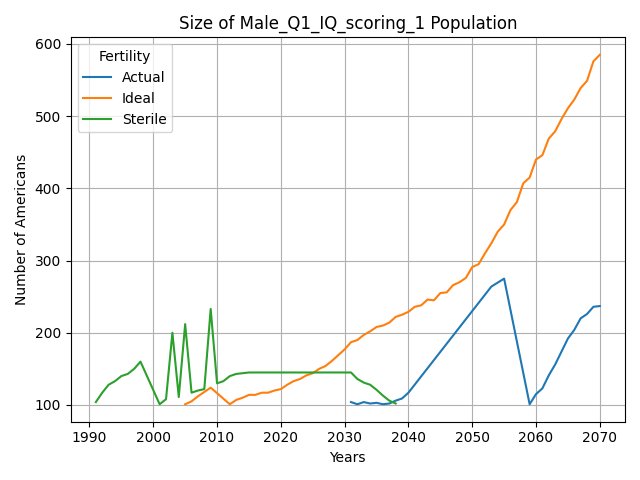 Size of Male_Q1_IQ_scoring_1 Population
Fertility
Actual
Ideal
Sterile
Number of Americans
600
500
400
300
200
100
1990 2000 2010 2020 2030 2040 2050 2060 2070
Years